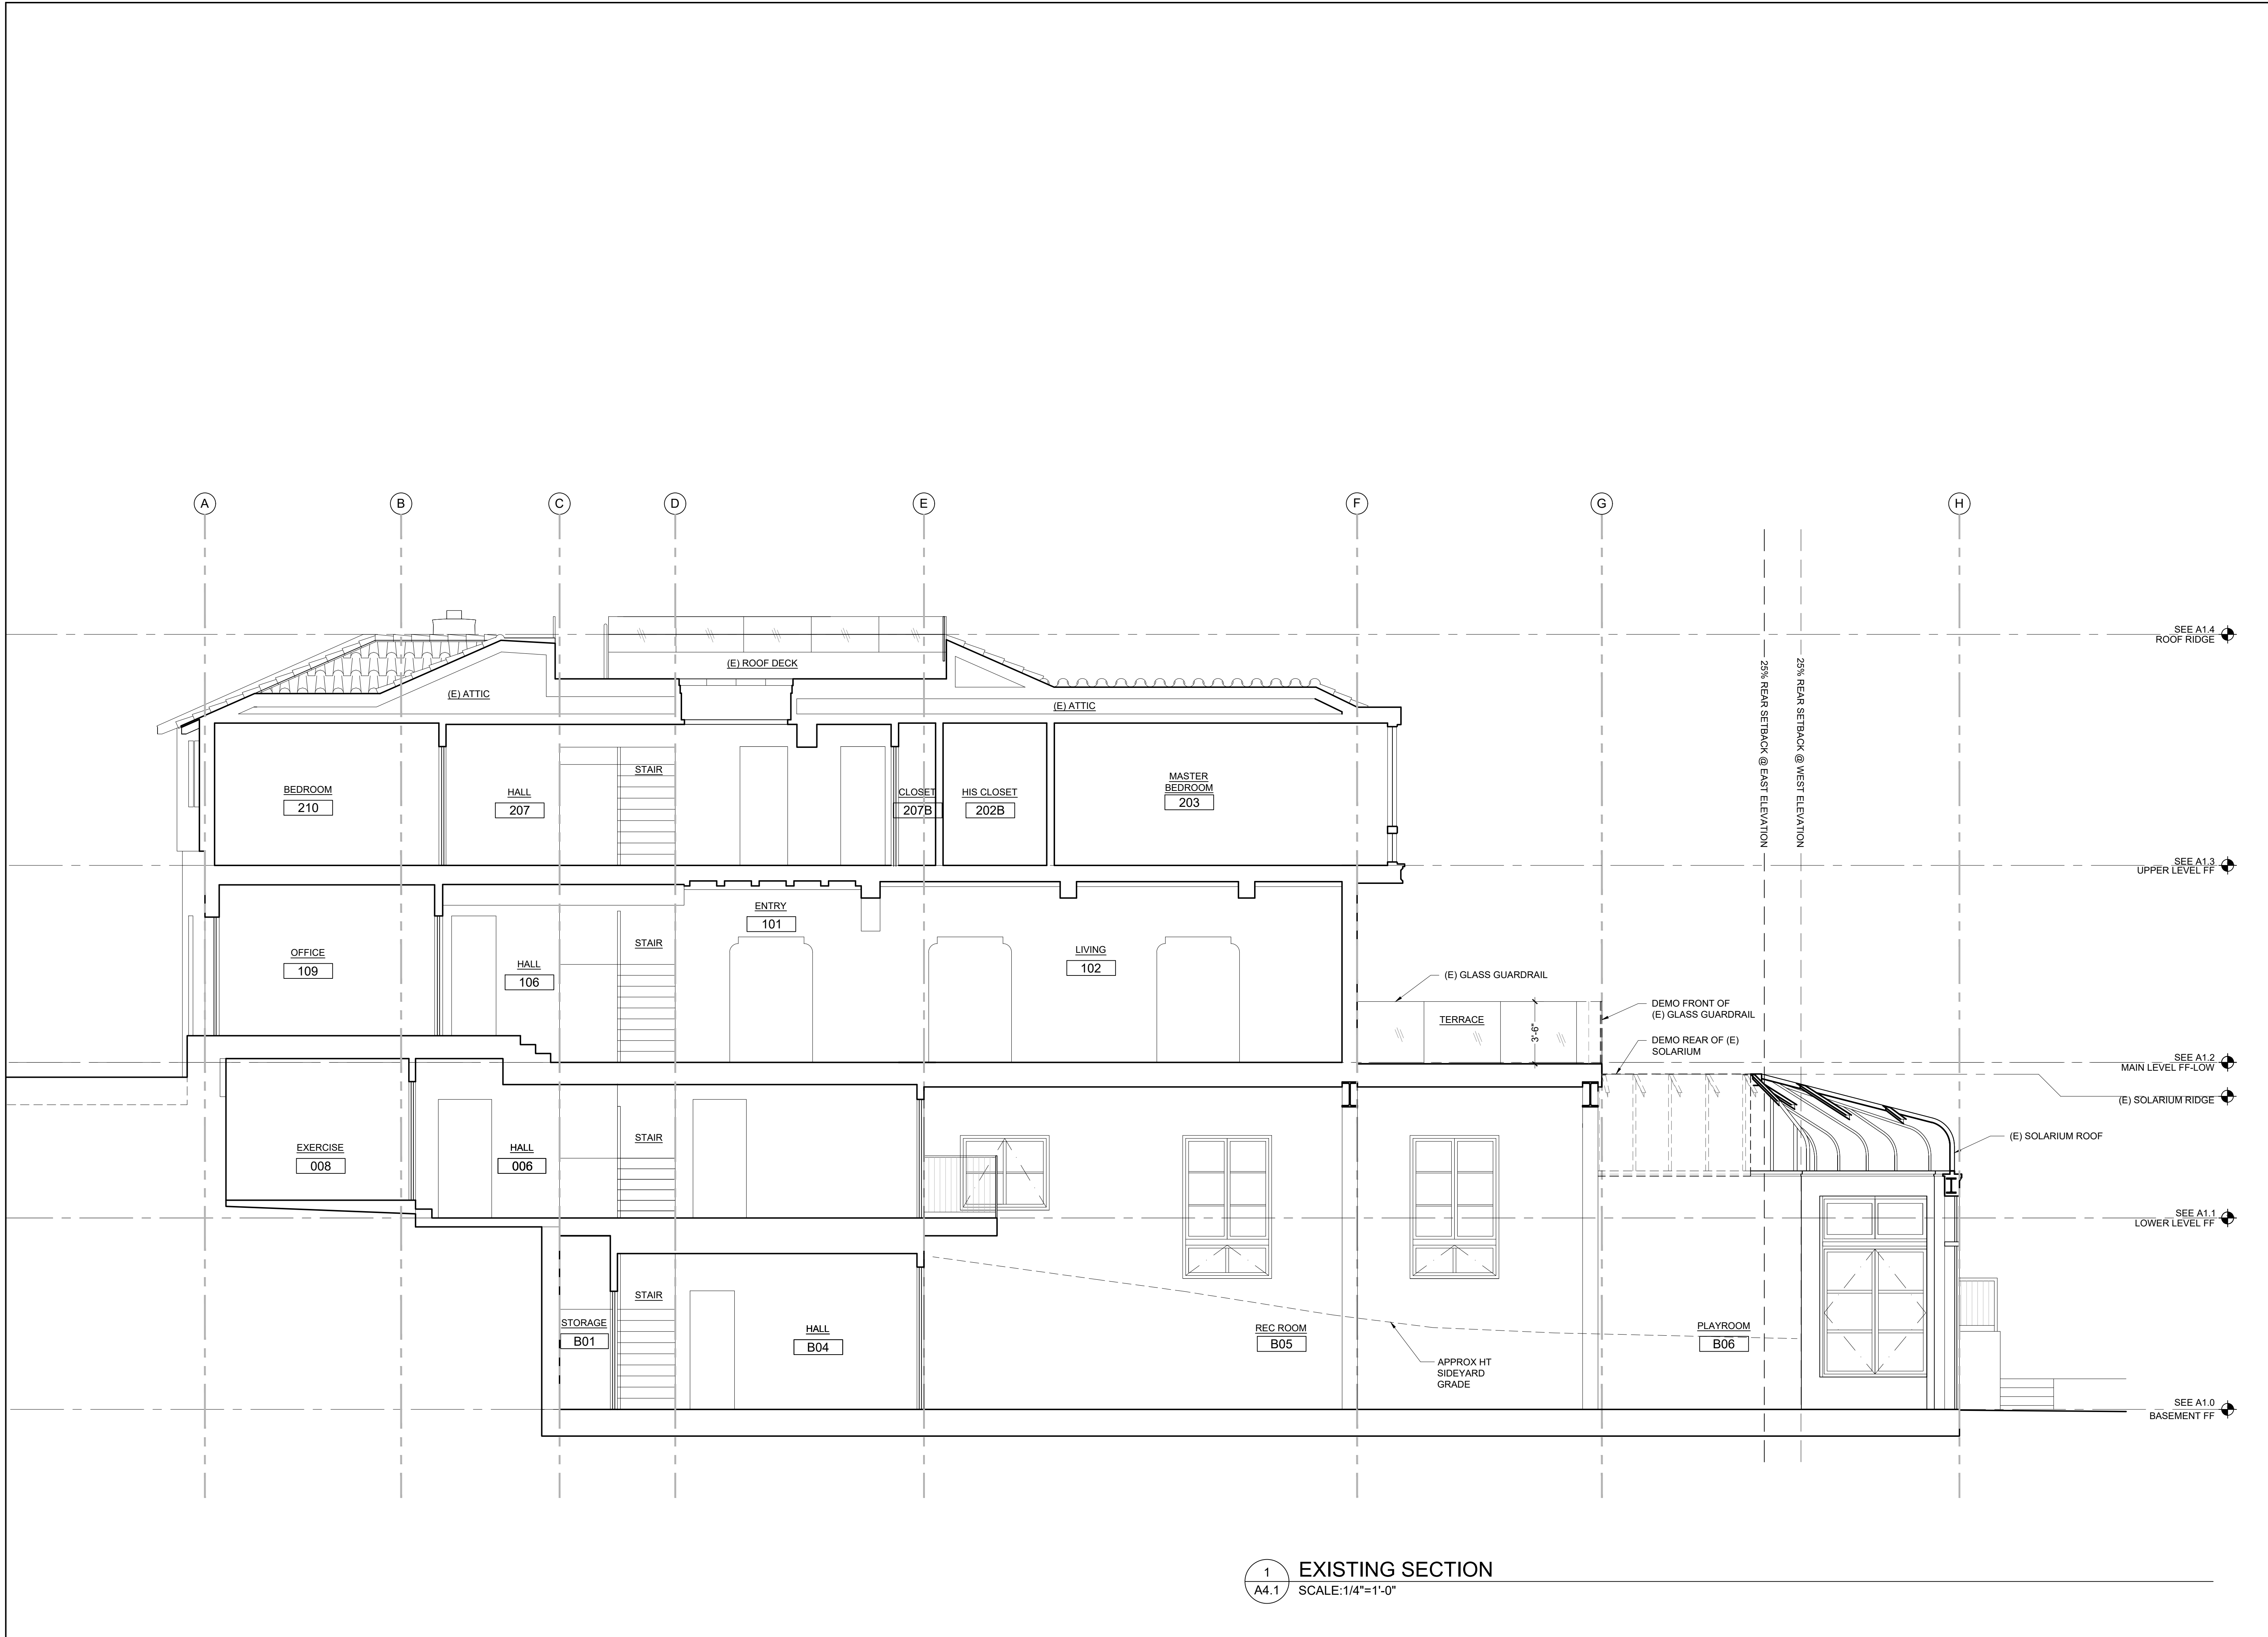 A
B
C
D
E
F
G
H
25% REAR SETBACK @ EAST ELEVATION
25% REAR SETBACK @ WEST ELEVATION
SEE A1.4
ROOF RIDGE
(E) ROOF DECK
(E) ATTIC
(E) ATTIC
BEDROOM
210
HALL
207
STAIR
CLOSET
207B
HIS CLOSET
202B
MASTER
BEDROOM
203
SEE A1.3
UPPER LEVEL FF
OFFICE
109
HALL
106
STAIR
ENTRY
101
LIVING
102
(E) GLASS GUARDRAIL
TERRACE
3'-6"
DEMO FRONT OF
(E) GLASS GUARDRAIL
DEMO REAR OF (E)
SOLARIUM
SEE A1.2
MAIN LEVEL FF-LOW
(E) SOLARIUM RIDGE
(E) SOLARIUM ROOF
EXERCISE
008
HALL
006
STAIR
SEE A1.1
LOWER LEVEL FF
STORAGE
B01
STAIR
HALL
B04
REC ROOM
B05
PLAYROOM
B06
APPROX HT
SIDEYARD
GRADE
SEE A1.0
BASEMENT FF
1
A4.1
EXISTING SECTION
SCALE:1/4"=1'-0"